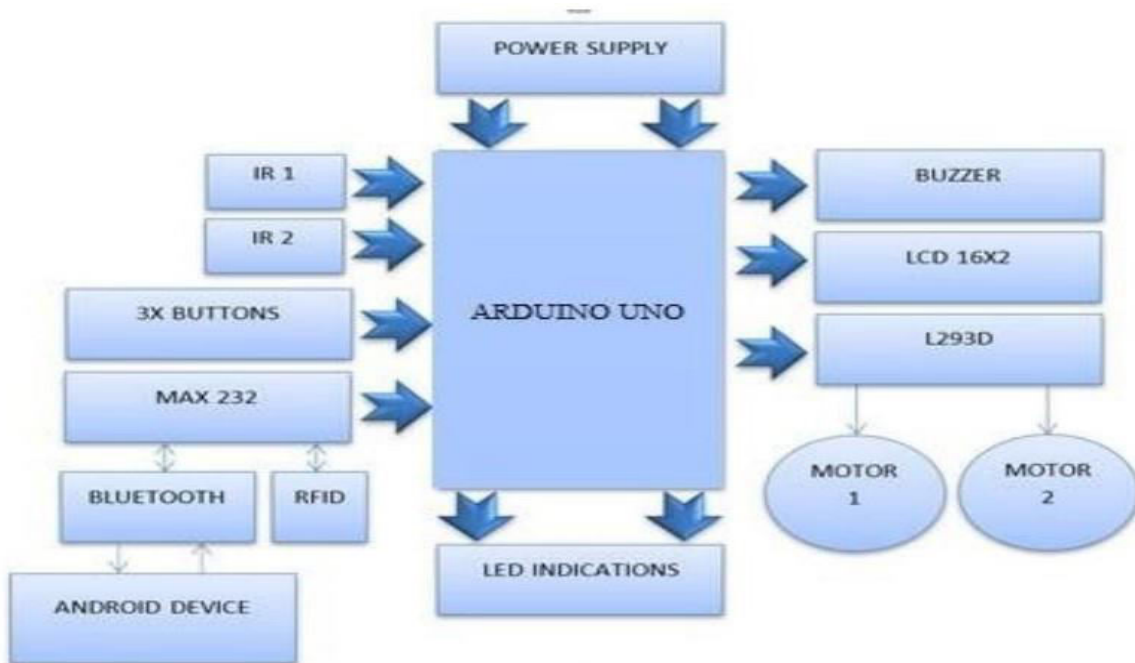 POWER SUPPLY
IR 1
IR 2
3X BUTTONS
MAX 232
BLUETOOTH
RFID
ANDROID DEVICE
ARDUINO UNO
LED INDICATIONS
BUZZER
LCD 16X2
L293D
MOTOR
1
MOTOR
2